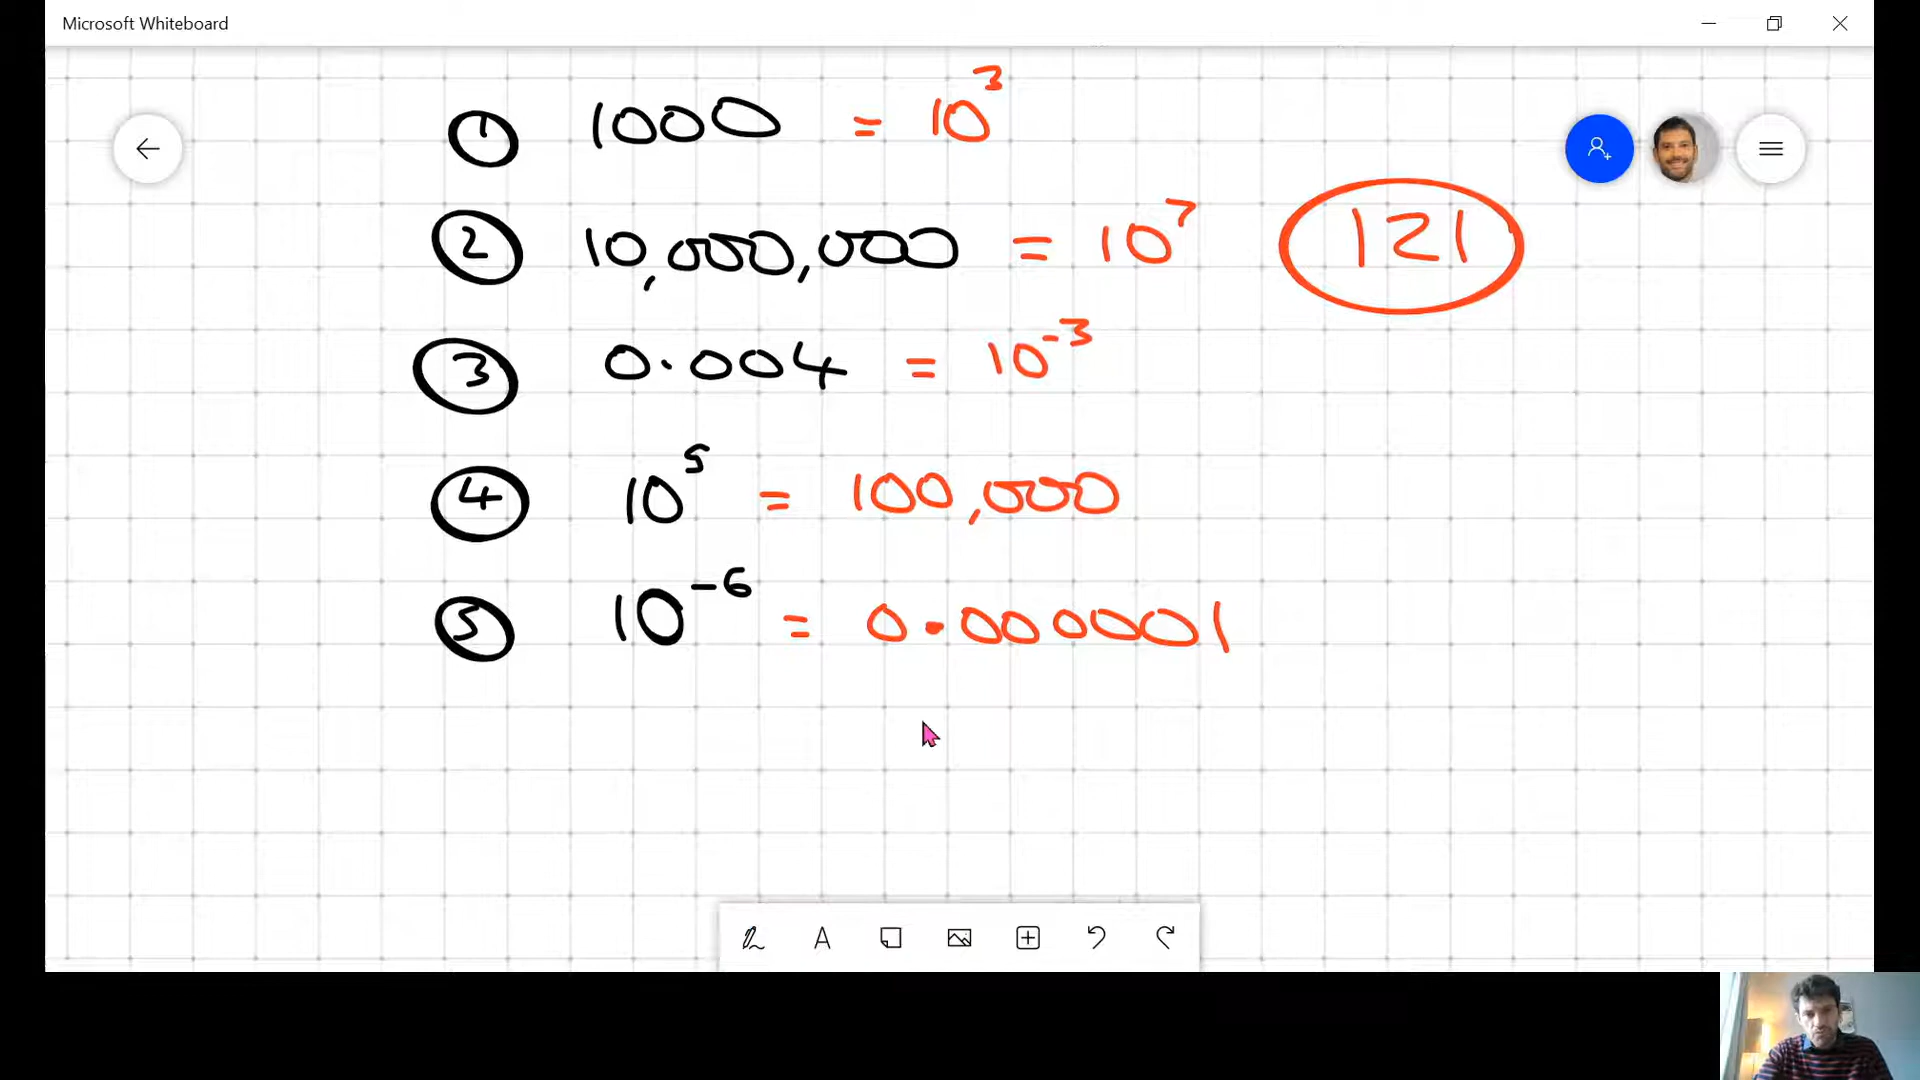 Microsoft Whiteboard
① 1000 = 10³
② 10,000,000 = 10⁷ 121
③ 0.004 = 10⁻³
④ 10⁵ = 100,000
⑤ 10⁻⁶ = 0.000001
A